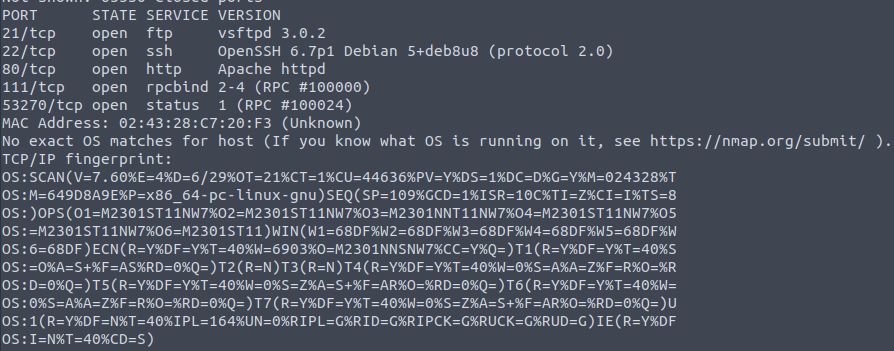 PORT STATE SERVICE VERSION
21/tcp open ftp vsftpd 3.0.2
22/tcp open ssh OpenSSH 6.7p1 Debian 5+deb8u8 (protocol 2.0)
80/tcp open http Apache httpd
111/tcp open rpcbind 2-4 (RPC #100000)
53270/tcp open status 1 (RPC #100024)
MAC Address: 02:43:28:C7:20:F3 (Unknown)
No exact OS matches for host (If you know what OS is running on it, see https://nmap.org/submit/ ).
TCP/IP fingerprint:
OS:SCAN(V=7.60%E=4%D=6/29%OT=21%CT=1%CU=44636%PV=Y%DS=1%DC=D%G=Y%M=024328%T
OS:M=649D8A9E%P=x86_64-pc-linux-gnu)SEQ(SP=109%GCD=1%ISR=10C%TI=Z%CI=I%TS=8
OS:)OPS(O1=M2301ST11NW7%O2=M2301ST11NW7%O3=M2301NNT11NW7%O4=M2301ST11NW7%O5
OS:=M2301ST11NW7%O6=M2301ST11)WIN(W1=68DF%W2=68DF%W3=68DF%W4=68DF%W5=68DF%W
OS:6=68DF)ECN(R=Y%DF=Y%T=40%W=6903%O=M2301NNSNW7%CC=Y%Q=)T1(R=Y%DF=Y%T=40%S
OS:=O%A=S+%F=AS%RD=0%Q=)T2(R=N)T3(R=N)T4(R=Y%DF=Y%T=40%W=0%S=A%A=Z%F=R%O=%R
OS:D=0%Q=)T5(R=Y%DF=Y%T=40%W=0%S=Z%A=S+%F=AR%O=%RD=0%Q=)T6(R=Y%DF=Y%T=40%W=
OS:0%S=A%A=Z%F=R%O=%RD=0%Q=)T7(R=Y%DF=Y%T=40%W=0%S=Z%A=S+%F=AR%O=%RD=0%Q=)U
OS:1(R=Y%DF=N%T=40%IPL=164%UN=0%RIPL=G%RID=G%RIPCK=G%RUCK=G%RUD=G)IE(R=Y%DF
OS:I=N%T=40%CD=S)